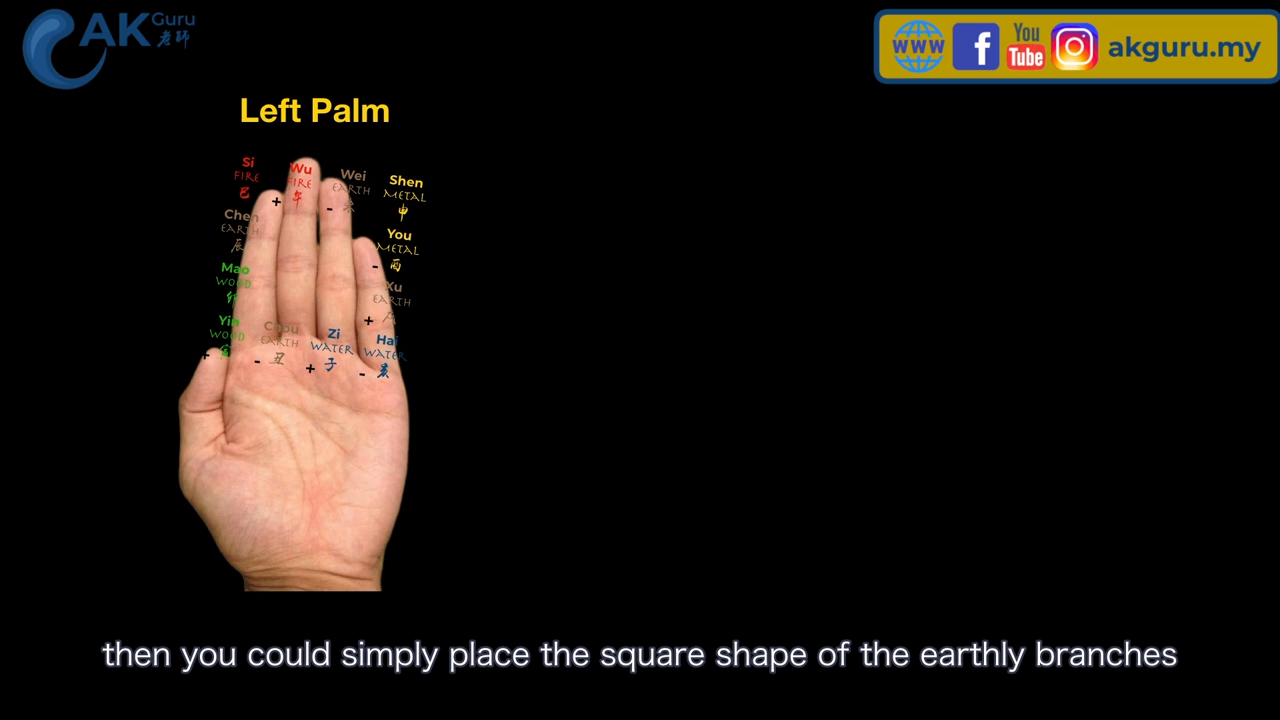 AK Guru
老師
WWW
f
You
Tube
akguru.my
Left Palm
Si
FIRE
巳
Wu
FIRE
午
+
Wei
EARTH
未
-
Shen
METAL
申
Chen
EARTH
辰
You
METAL
酉
-
Mao
WOOD
卯
Xu
EARTH
+
Yin
WOOD
寅
+
Chou
EARTH
丑
-
Zi
WATER
子
+
Hai
WATER
亥
-
then you could simply place the square shape of the earthly branches